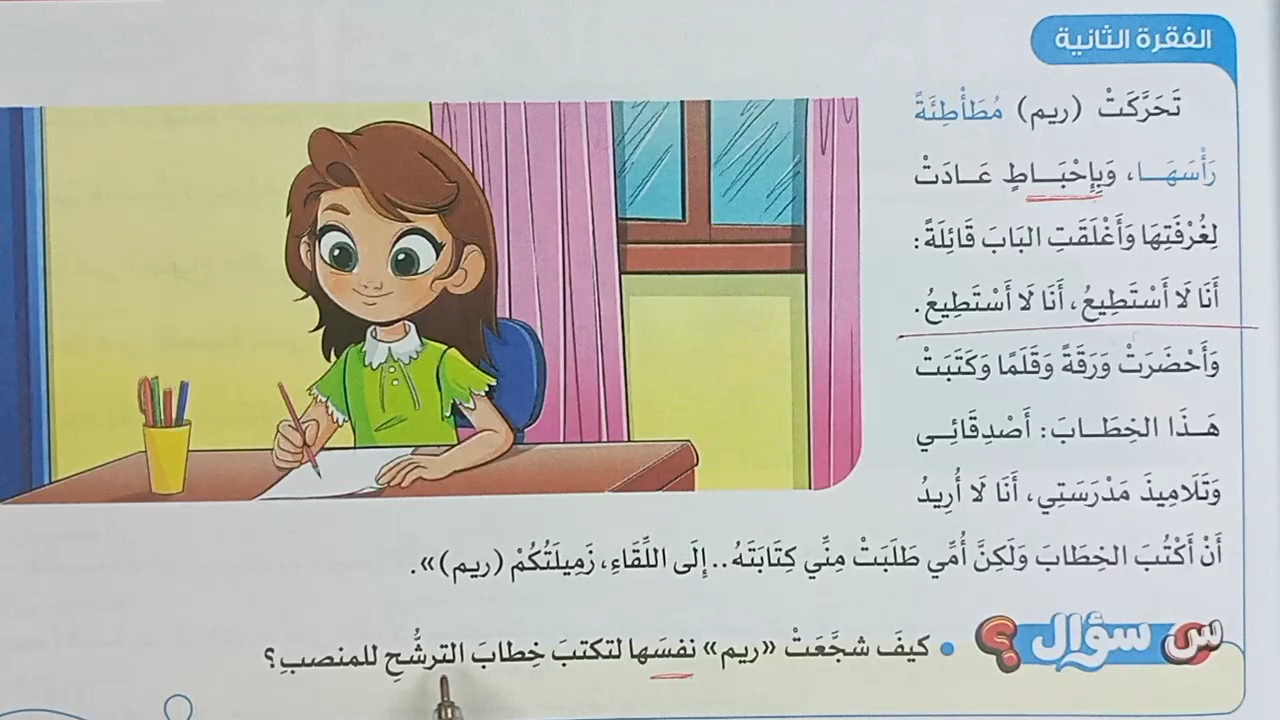 الفقرة الثانية
تَحَرَّكَتْ (ريم) مُطَأْطِئَةً
رَأْسَهَا، وَبِإِحْبَاطٍ عَادَتْ
لِغُرْفَتِهَا وَأَغْلَقَتِ البَابَ قَائِلَةً:
أَنَا لَا أَسْتَطِيعُ، أَنَا لَا أَسْتَطِيعُ.
وَأَحْضَرَتْ وَرَقَةً وَقَلَمًا وَكَتَبَتْ
هَذَا الخِطَابَ: أَصْدِقَائِي
وَتَلَامِيذَ مَدْرَسَتِي، أَنَا لَا أُرِيدُ
أَنْ أَكْتُبَ الخِطَابَ وَلَكِنَّ أُمِّي طَلَبَتْ مِنِّي كِتَابَتَهُ.. إِلَى اللِّقَاءِ، زَمِيلَتُكُمْ (ريم)».
س سؤال ؟
• كيفَ شجَّعَتْ «ريم» نفسَها لتكتبَ خِطابَ الترشُّحِ للمنصبِ؟